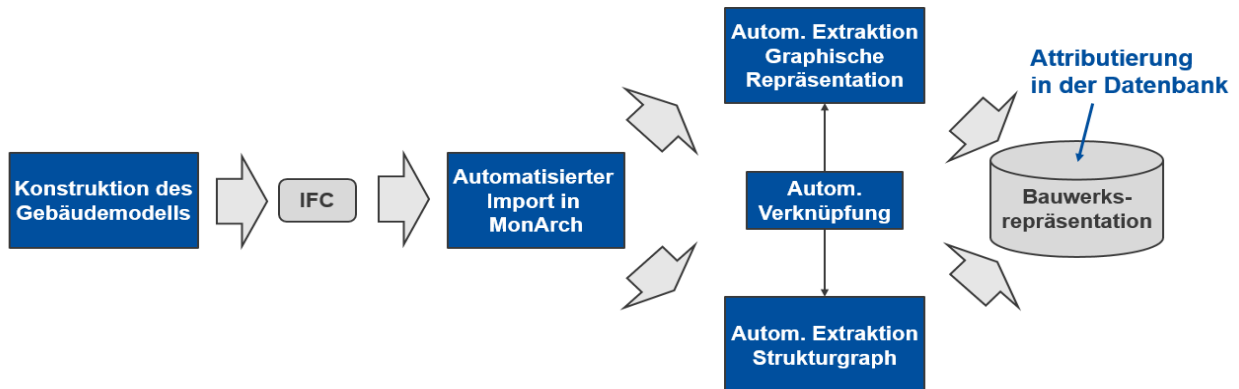 Konstruktion des
Gebäudemodells
IFC
Automatisierter
Import in
MonArch
Autom. Extraktion
Graphische
Repräsentation
Autom.
Verknüpfung
Autom. Extraktion
Strukturgraph
Attributierung
in der Datenbank
Bauwerks-
repräsentation